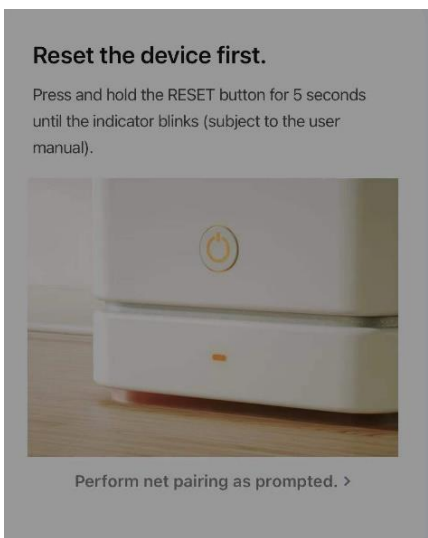 Reset the device first.
Press and hold the RESET button for 5 seconds
until the indicator blinks (subject to the user
manual).
Perform net pairing as prompted. >